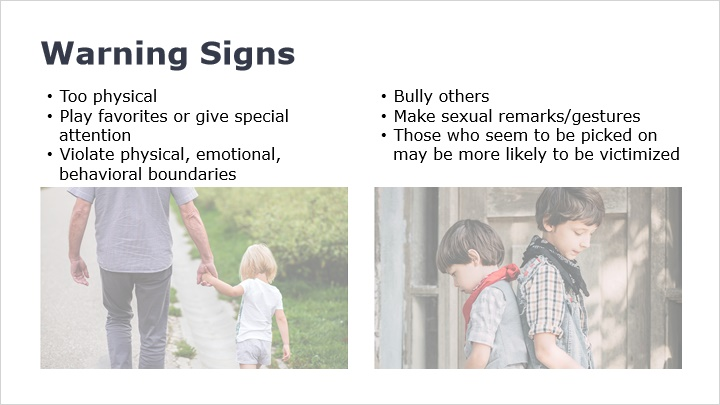 Warning Signs
• Too physical
• Play favorites or give special
attention
• Violate physical, emotional,
behavioral boundaries
• Bully others
• Make sexual remarks/gestures
• Those who seem to be picked on
may be more likely to be victimized